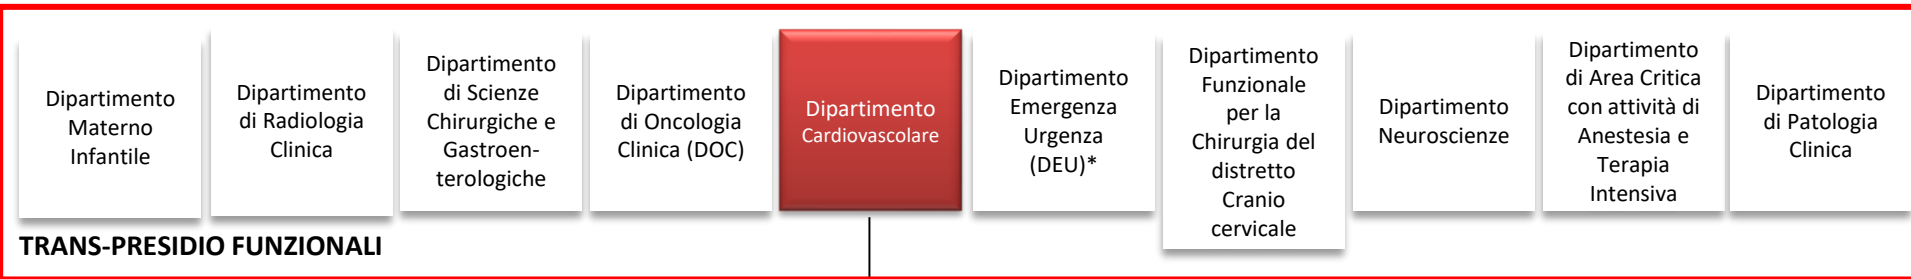 Dipartimento
Materno
Infantile
Dipartimento
di Radiologia
Clinica
Dipartimento
di Scienze
Chirurgiche e
Gastroen-
terologiche
Dipartimento
di Oncologia
Clinica (DOC)
Dipartimento
Cardiovascolare
Dipartimento
Emergenza
Urgenza
(DEU)*
Dipartimento
Funzionale
per la
Chirurgia del
distretto
Cranio
cervicale
Dipartimento
Neuroscienze
Dipartimento
di Area Critica
con attività di
Anestesia e
Terapia
Intensiva
Dipartimento
di Patologia
Clinica
TRANS-PRESIDIO FUNZIONALI